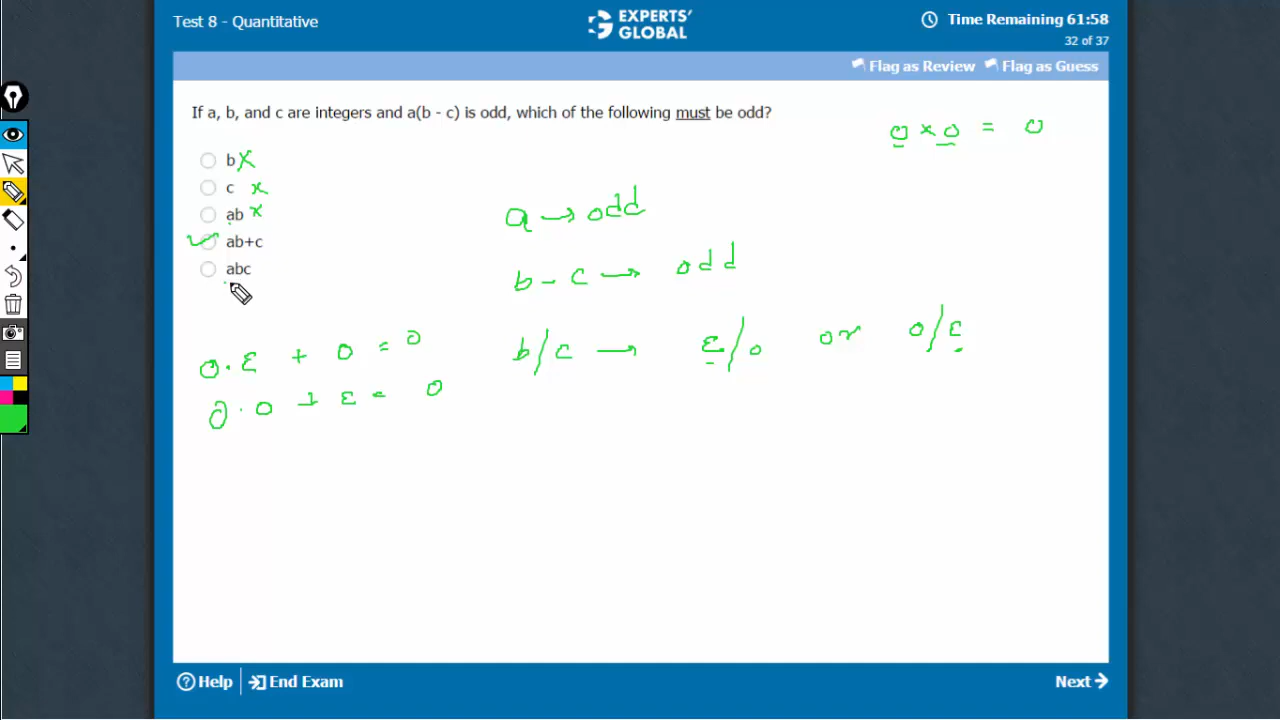 Test 8 - Quantitative
EXPERTS'
GLOBAL
Time Remaining 61:58
32 of 37
Flag as Review Flag as Guess
If a, b, and c are integers and a(b - c) is odd, which of the following must be odd?
O × O = O
b ×
c ×
ab ×
ab+c
abc
a → odd
b - c → odd
b/c → E/O or O/E
O · E + O = O
O · O + E = O
Help End Exam Next